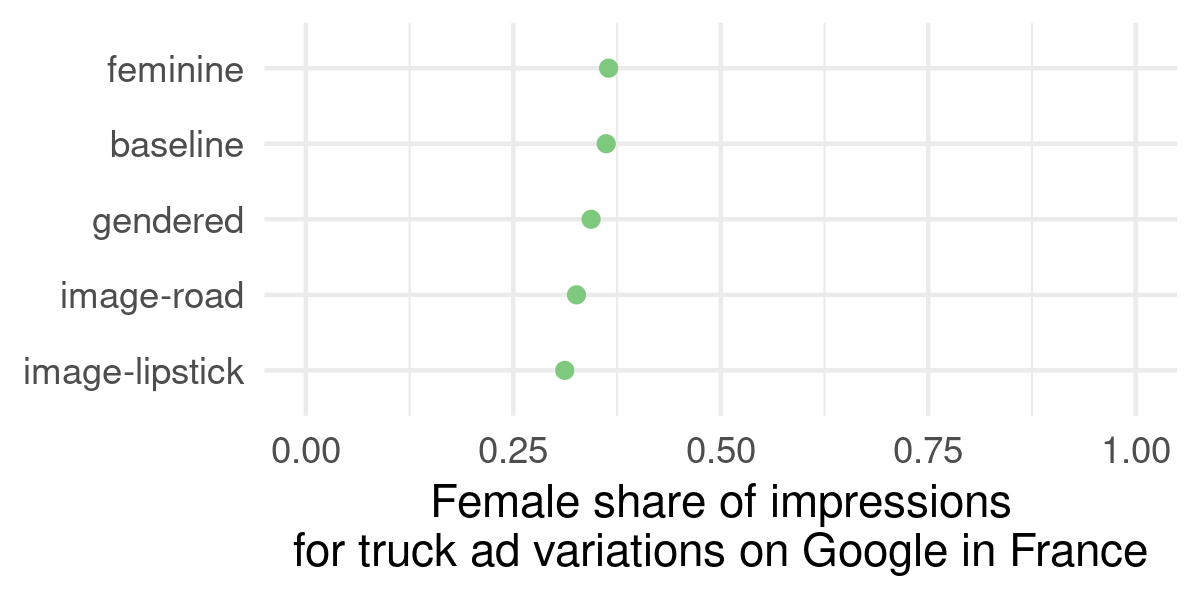 feminine
baseline
gendered
image-road
image-lipstick
0.00 0.25 0.50 0.75 1.00
Female share of impressions
for truck ad variations on Google in France